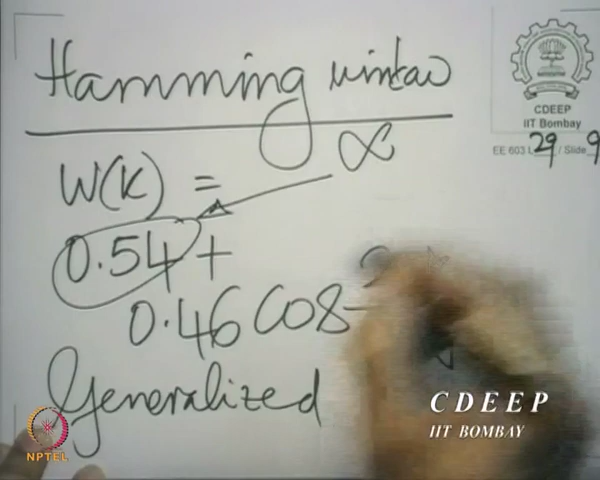 Hamming window
α
W(K) =
0.54 +
0.46 cos
Generalized
CDEEP
IIT Bombay
EE 603 L 29 / Slide 9
CDEEP
IIT BOMBAY
NPTEL